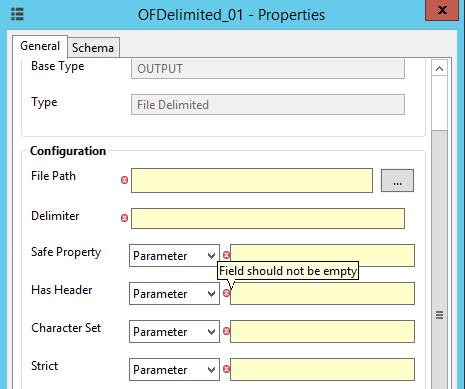 OFDelimited_01 - Properties
General Schema
Base Type OUTPUT
Type File Delimited
Configuration
File Path ...
Delimiter
Safe Property Parameter
Field should not be empty
Has Header Parameter
Character Set Parameter
Strict Parameter